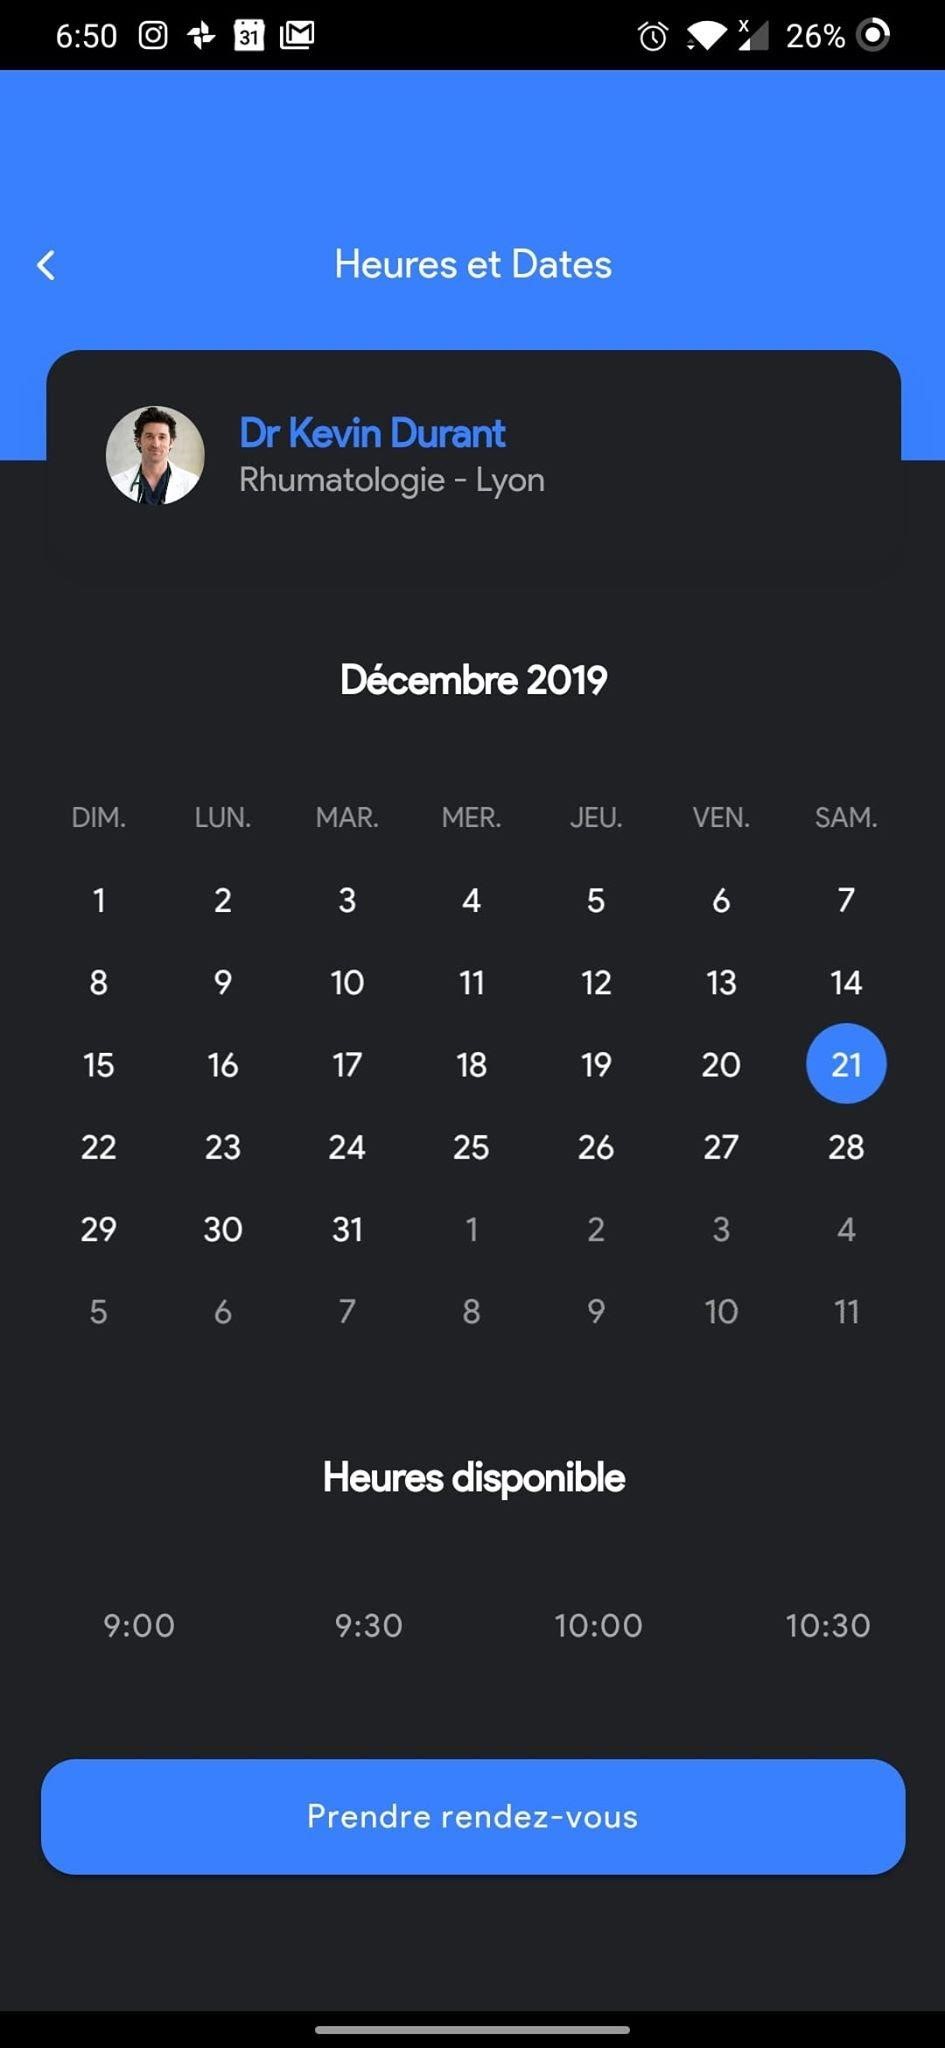 6:50 31 26%
Heures et Dates
Dr Kevin Durant
Rhumatologie - Lyon
Décembre 2019
DIM. LUN. MAR. MER. JEU. VEN. SAM.
1 2 3 4 5 6 7
8 9 10 11 12 13 14
15 16 17 18 19 20 21
22 23 24 25 26 27 28
29 30 31 1 2 3 4
5 6 7 8 9 10 11
Heures disponible
9:00 9:30 10:00 10:30
Prendre rendez-vous